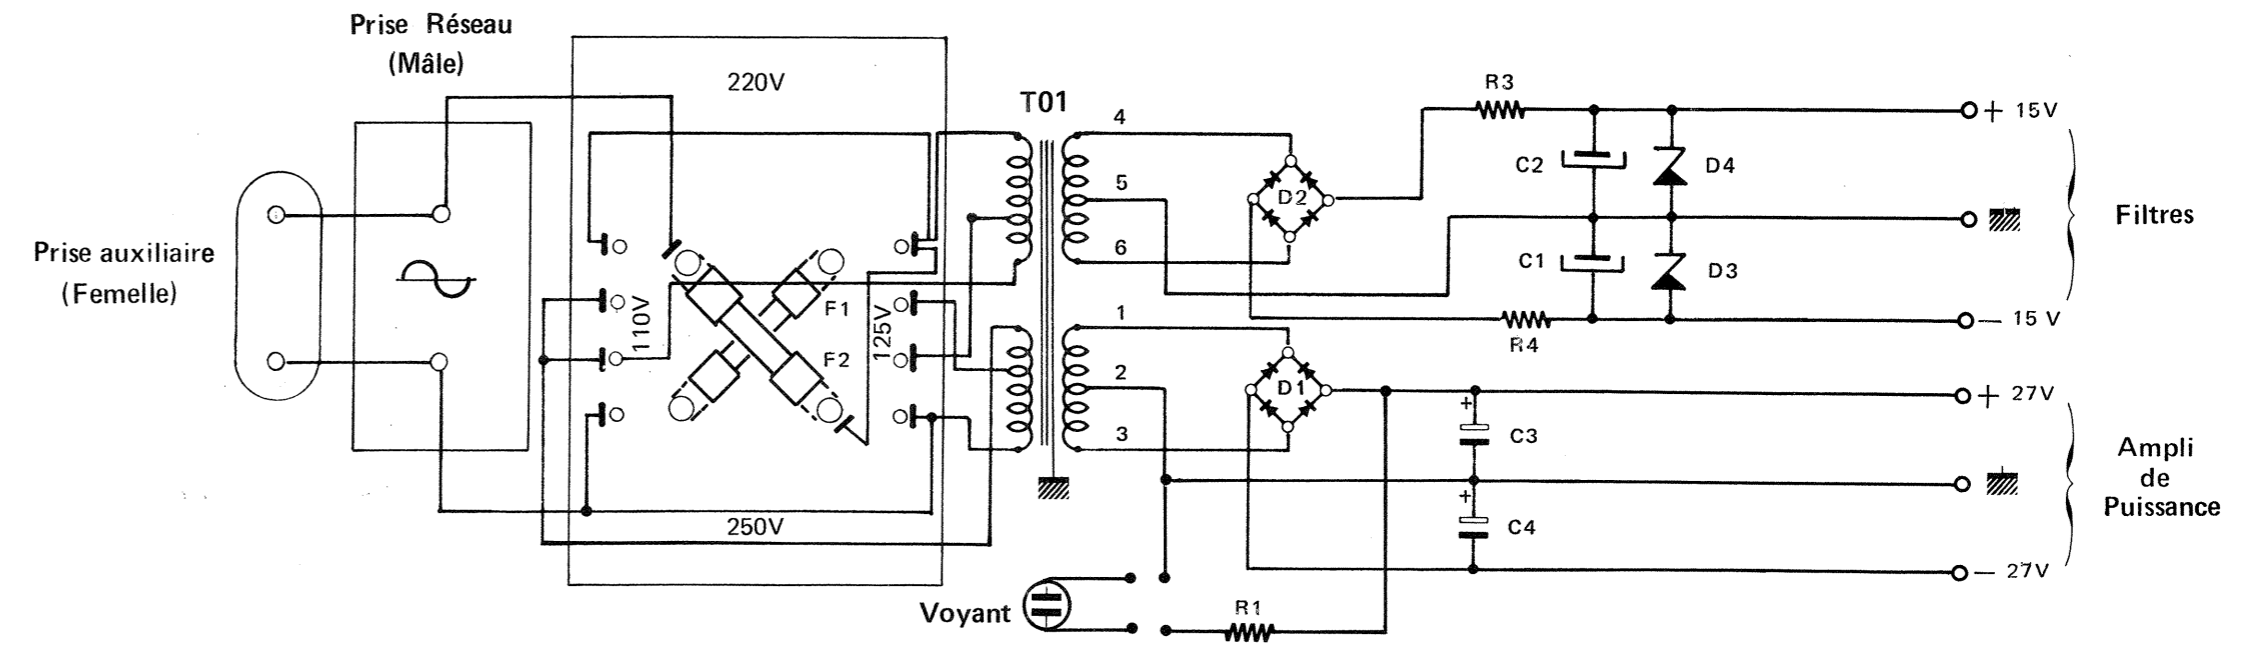 Prise Réseau
(Mâle)
220V
T01
R3
4
+ 15V
C2
D4
5
D2
Filtres
Prise auxiliaire
(Femelle)
6
C1
D3
110V
F1
125V
1
— 15 V
R4
F2
2
D1
+ 27V
+
3
C3
Ampli
de
Puissance
+
250V
C4
— 27V
Voyant
R1